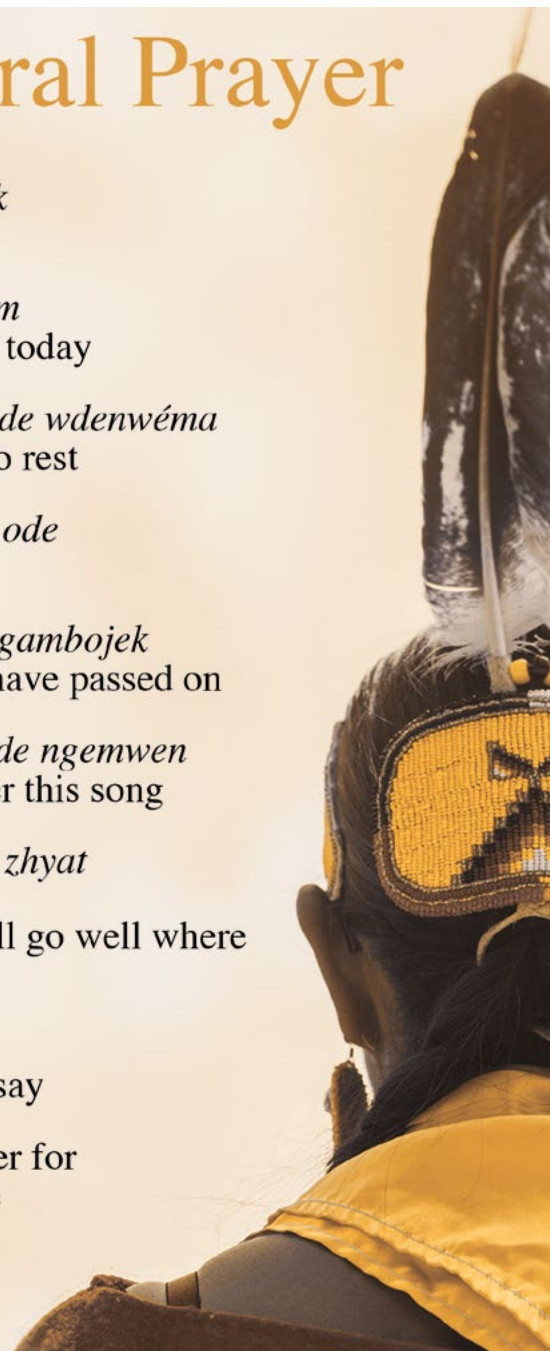 ral Prayer
k
m
today
de wdenwéma
o rest
ode
gambojek
have passed on
de ngemwen
er this song
zhyat
ll go well where
say
er for